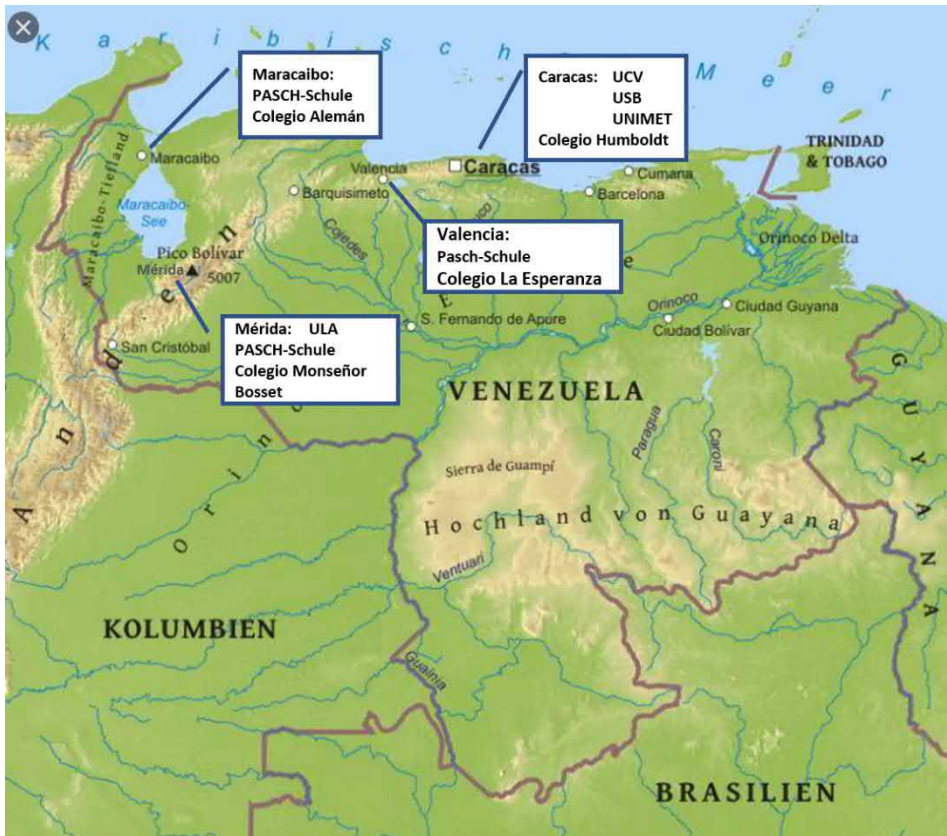 Karibisches Meer
Maracaibo:
PASCH-Schule
Colegio Alemán
Caracas: UCV
USB
UNIMET
Colegio Humboldt
TRINIDAD
& TOBAGO
Maracaibo-Tiefland
Maracaibo
Valencia
Caracas
Cumana
Barquisimeto
Barcelona
Maracaibo-
See
Cojedes
Valencia:
Pasch-Schule
Colegio La Esperanza
Orinoco Delta
Pico Bolívar
Mérida
5007
Anden
Orinoco
Ciudad Guyana
Ciudad Bolívar
S. Fernando de Apure
San Cristóbal
Mérida: ULA
PASCH-Schule
Colegio Monseñor
Bosset
VENEZUELA
GUYANA
Paragua
Caroní
Sierra de Guampí
Hochland von Guayana
Ventuari
KOLUMBIEN
Guainia
BRASILIEN